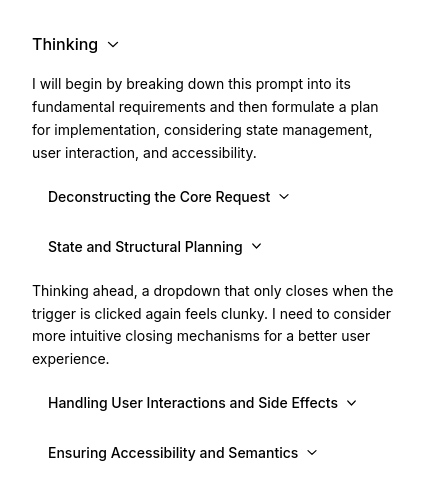 Thinking
I will begin by breaking down this prompt into its
fundamental requirements and then formulate a plan
for implementation, considering state management,
user interaction, and accessibility.
Deconstructing the Core Request
State and Structural Planning
Thinking ahead, a dropdown that only closes when the
trigger is clicked again feels clunky. I need to consider
more intuitive closing mechanisms for a better user
experience.
Handling User Interactions and Side Effects
Ensuring Accessibility and Semantics